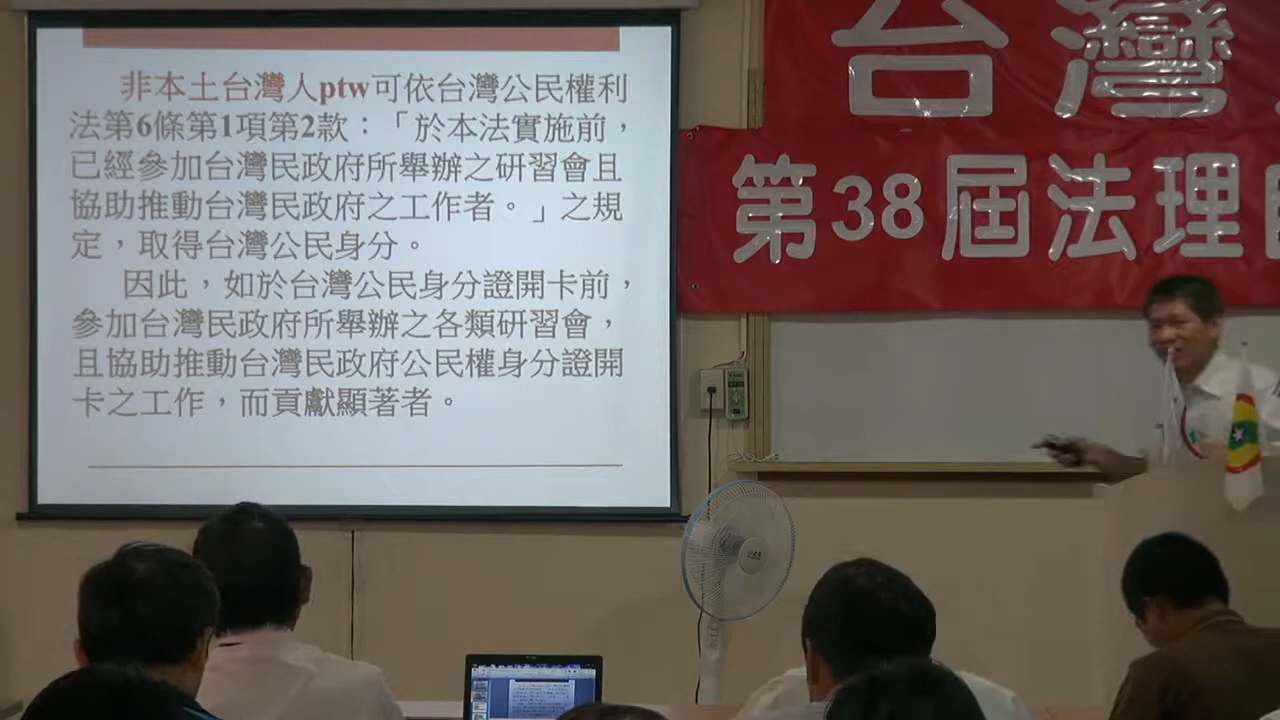 非本土台灣人ptw可依台灣公民權利
法第6條第1項第2款：「於本法實施前，
已經參加台灣民政府所舉辦之研習會且
協助推動台灣民政府之工作者。」之規
定，取得台灣公民身分。
因此，如於台灣公民身分證開卡前，
參加台灣民政府所舉辦之各類研習會，
且協助推動台灣民政府公民權身分證開
卡之工作，而貢獻顯著者。
台灣
第38屆法理